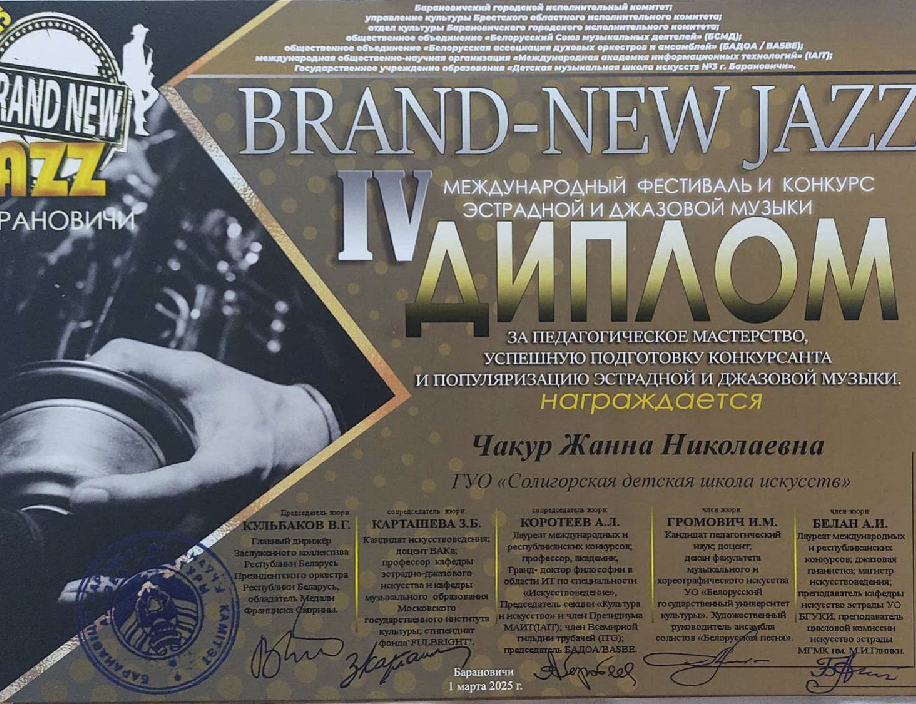 Барановичский городской исполнительный комитет;
управление культуры Брестского областного исполнительного комитета;
отдел культуры Барановичского городского исполнительного комитета;
общественное объединение «Белорусский Союз музыкальных деятелей» (БСМД);
общественное объединение «Белорусская ассоциация духовых оркестров и ансамблей» (БАДОА / BASBE);
международная общественно-научная организация «Международная академия информационных технологий» (IAIT);
Государственное учреждение образования «Детская музыкальная школа искусств №3 г. Барановичи».
RAND NEW
AZZ
РАНОВИЧИ
BRAND-NEW JAZZ
IV
МЕЖДУНАРОДНЫЙ ФЕСТИВАЛЬ И КОНКУРС
ЭСТРАДНОЙ И ДЖАЗОВОЙ МУЗЫКИ
ДИПЛОМ
ЗА ПЕДАГОГИЧЕСКОЕ МАСТЕРСТВО,
УСПЕШНУЮ ПОДГОТОВКУ КОНКУРСАНТА
И ПОПУЛЯРИЗАЦИЮ ЭСТРАДНОЙ И ДЖАЗОВОЙ МУЗЫКИ.
награждается
Чакур Жанна Николаевна
ГУО «Солигорская детская школа искусств»
Председатель жюри
КУЛЬБАКОВ В.Г.
Главный дирижёр
Заслуженного коллектива
Республики Беларусь
Президентского оркестра
Республики Беларусь,
обладатель Медали
Франциска Скорины.
сопредседатель жюри:
КАРТАШЕВА З.Б.
Кандидат искусствоведения;
доцент ВАКа;
профессор кафедры
эстрадно-джазового
искусства и кафедры
музыкального образования
Московского
государственного института
культуры; стипендиат
фонда "FULBRIGHT".
сопредседатель жюри:
КОРОТЕЕВ А.Л.
Лауреат международных и
республиканских конкурсов;
профессор, академик,
Гранд- доктор философии в
области ИТ по специальности
«Искусствоведение»,
Председатель секции «Культура
и искусство» и член Президиума
МАИТ(IAIT); член Всемирной
гильдии трубачей (ITG);
председатель БАДОА/BASBE.
член жюри
ГРОМОВИЧ И.М.
Кандидат педагогический
наук; доцент;
декан факультета
музыкального и
хореографического искусства
УО «Белорусский
государственный университет
культуры». Художественный
руководитель ансамбля
солистов «Белорусской песня».
член жюри
БЕЛАН А.И.
Лауреат международных
и республиканских
конкурсов; джазовая
пианистка; магистр
искусствоведения;
преподаватель кафедры
искусство эстрады УО
БГУКИ, преподаватель
цикловой комиссии
искусство эстрады
МГМК им. М.И.Глинки.
Барановичи
1 марта 2025 г.